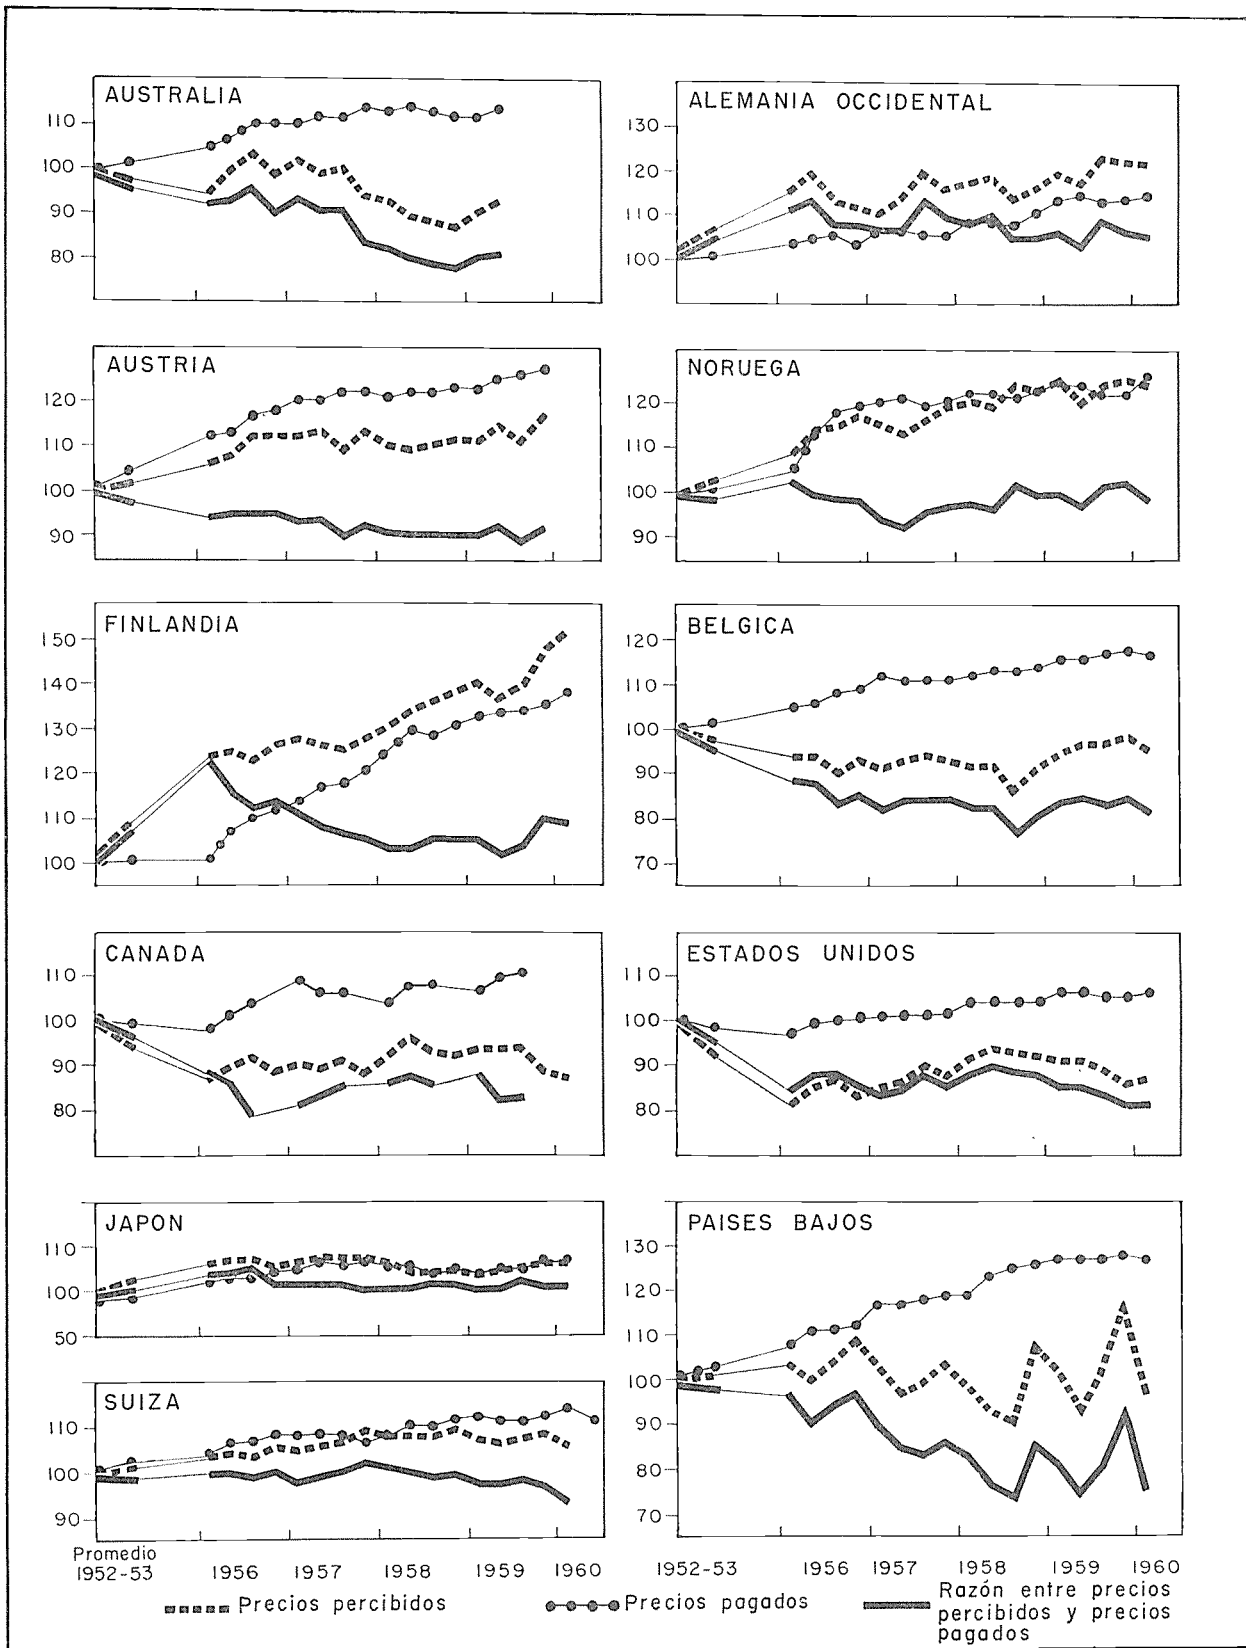 AUSTRALIA
110
100
90
80
ALEMANIA OCCIDENTAL
130
120
110
100
AUSTRIA
120
110
100
90
NORUEGA
120
110
100
90
FINLANDIA
150
140
130
120
110
100
BELGICA
120
110
100
90
80
70
CANADA
110
100
90
80
ESTADOS UNIDOS
110
100
90
80
JAPON
110
100
50
PAISES BAJOS
130
120
110
100
90
80
70
SUIZA
110
100
90
Promedio
1952-53 1956 1957 1958 1959 1960
1952-53 1956 1957 1958 1959 1960
Precios percibidos
Precios pagados
Razón entre precios
percibidos y precios
pagados